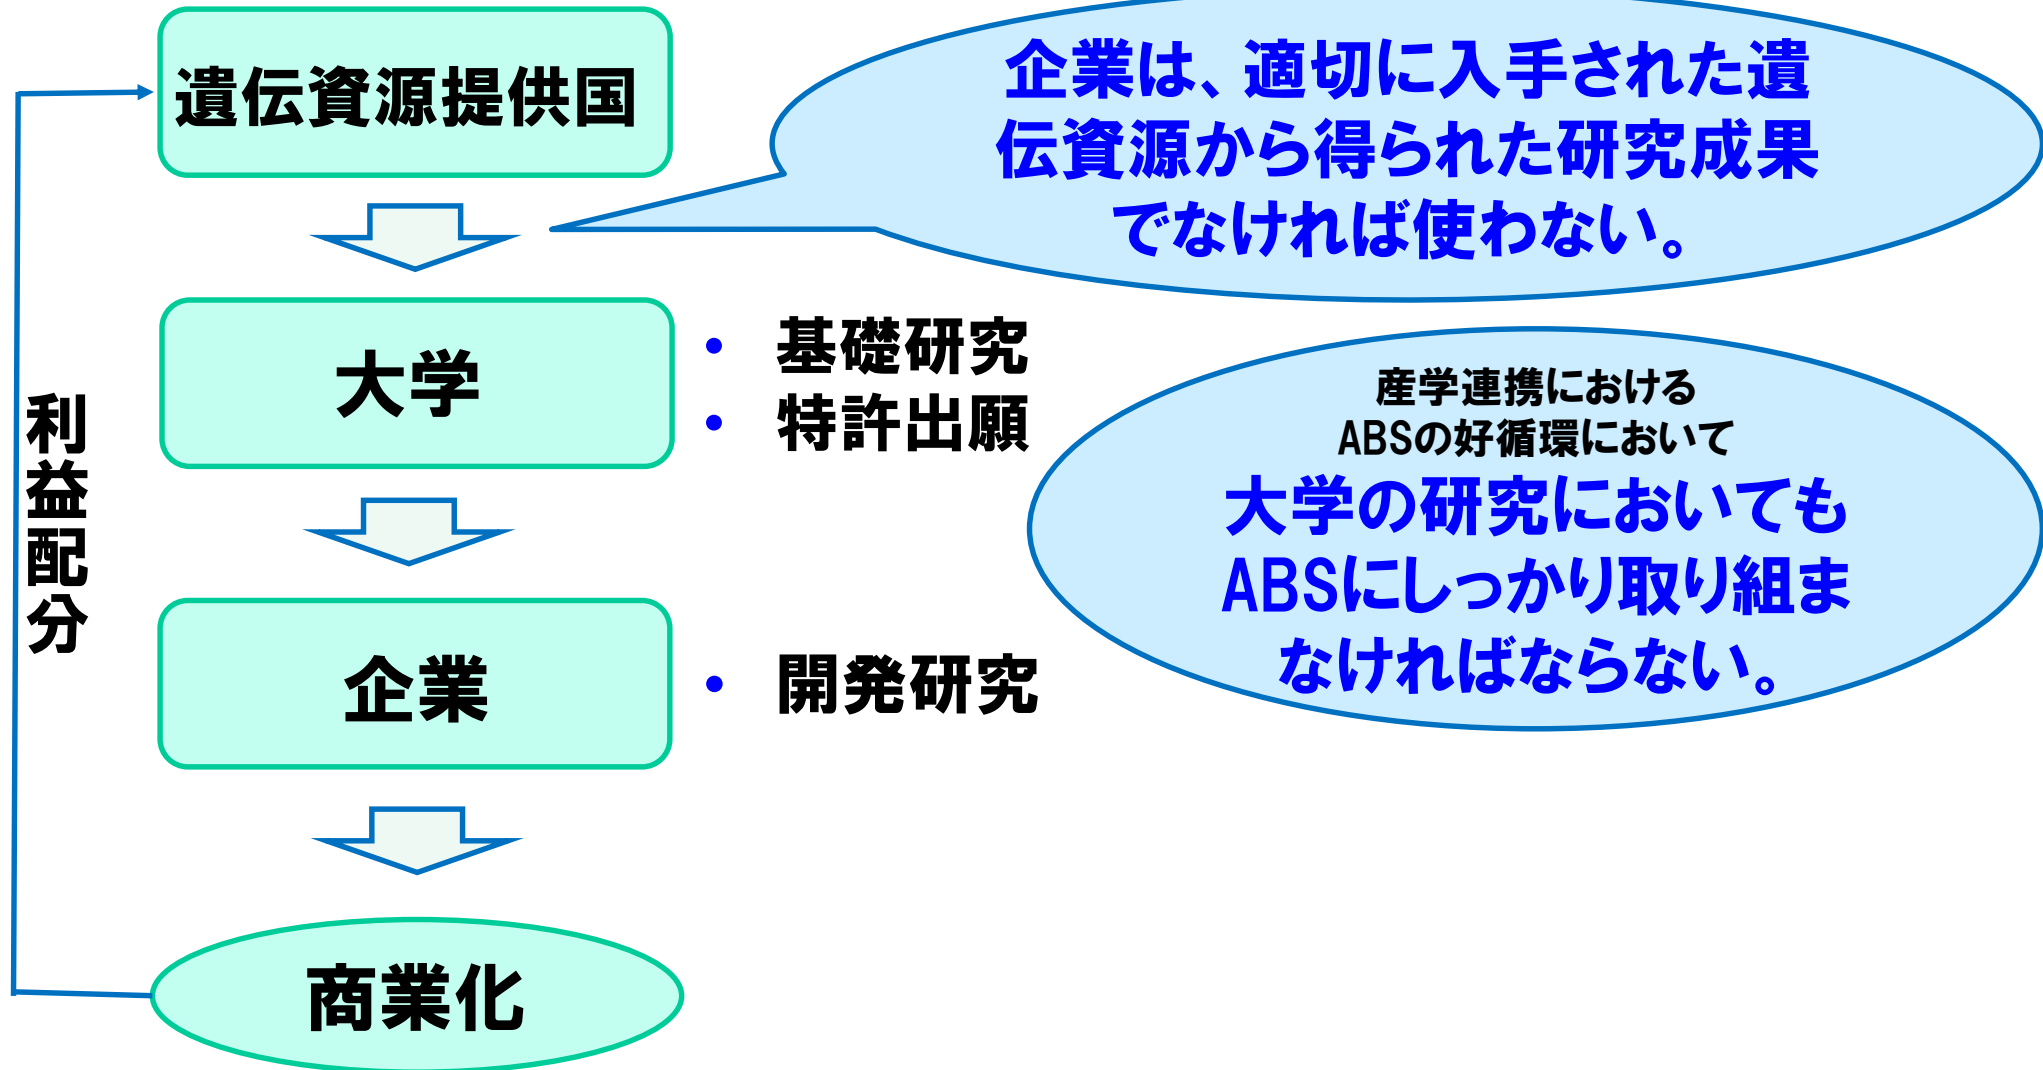 遺伝資源提供国
企業は、適切に入手された遺
伝資源から得られた研究成果
でなければ使わない。
大学
• 基礎研究
• 特許出願
産学連携における
ABSの好循環において
大学の研究においても
ABSにしっかり取り組ま
なければならない。
利益配分
企業
• 開発研究
商業化